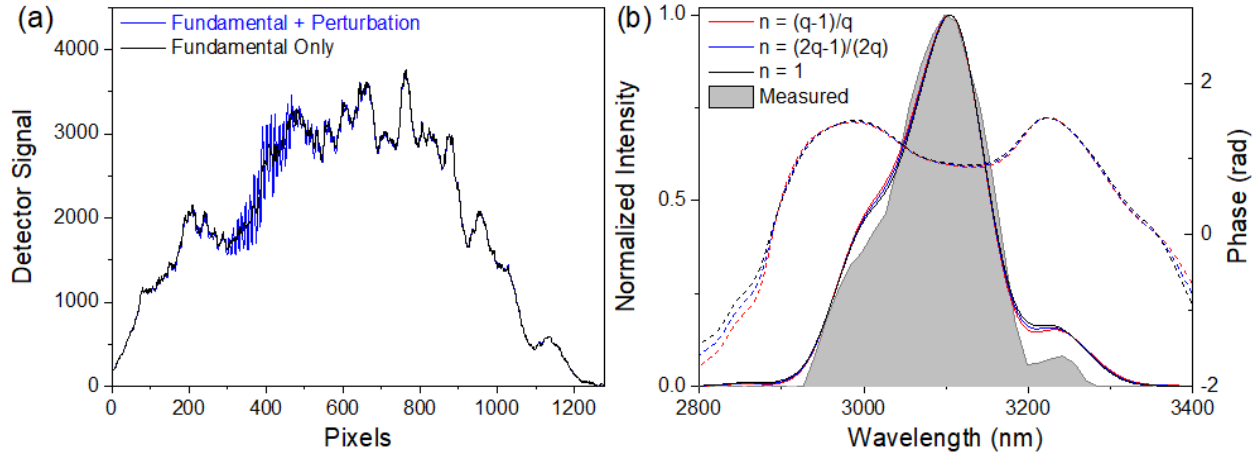 (a)
Fundamental + Perturbation
Fundamental Only
Detector Signal
4000
3000
2000
1000
0
0 200 400 600 800 1000 1200
Pixels
(b)
n = (q-1)/q
n = (2q-1)/(2q)
n = 1
Measured
Normalized Intensity
1.0
0.5
0.0
2800 3000 3200 3400
Wavelength (nm)
2
0
-2
Phase (rad)